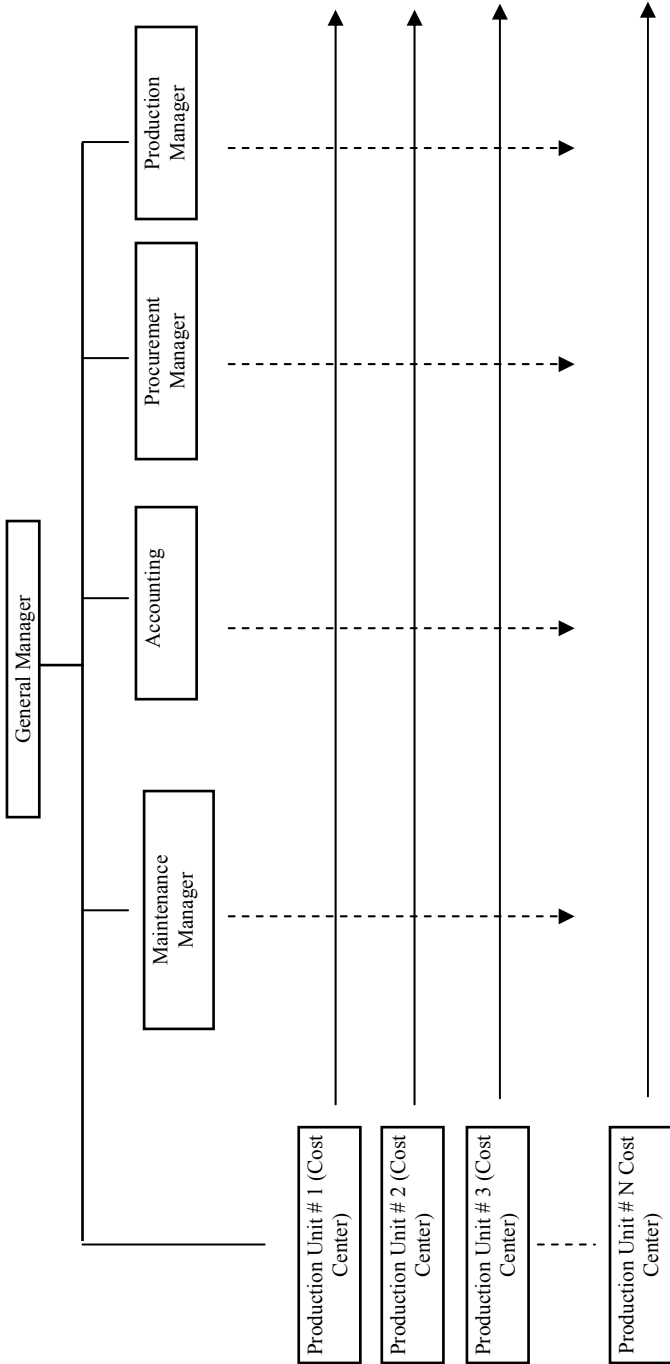 General Manager
Maintenance
Manager
Accounting
Procurement
Manager
Production
Manager
Production Unit # 1 (Cost
Center)
Production Unit # 2 (Cost
Center)
Production Unit # 3 (Cost
Center)
Production Unit # N Cost
Center)